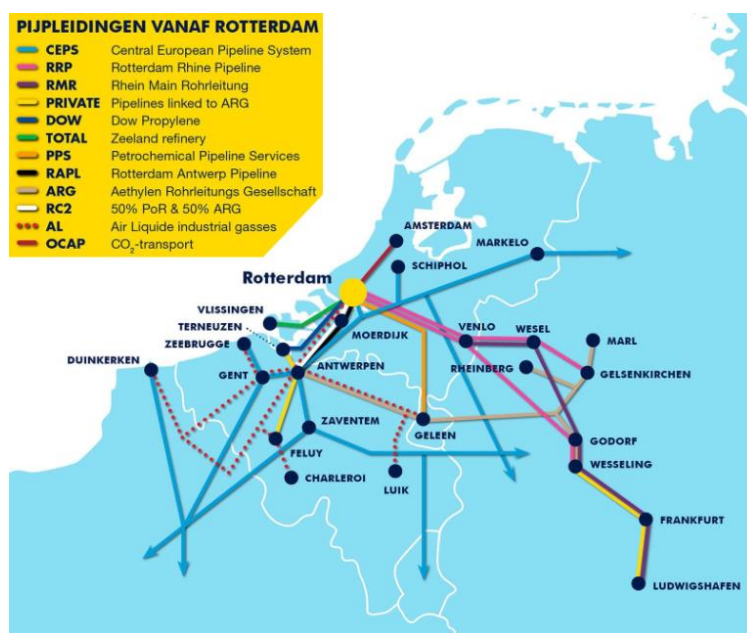 PIJPLEIDINGEN VANAF ROTTERDAM
CEPS Central European Pipeline System
RRP Rotterdam Rhine Pipeline
RMR Rhein Main Rohrleitung
PRIVATE Pipelines linked to ARG
DOW Dow Propylene
TOTAL Zeeland refinery
PPS Petrochemical Pipeline Services
RAPL Rotterdam Antwerp Pipeline
ARG Aethylen Rohrleitungs Gesellschaft
RC2 50% PoR & 50% ARG
AL Air Liquide industrial gasses
OCAP CO₂-transport
AMSTERDAM
MARKELO
SCHIPHOL
Rotterdam
VLISSINGEN
TERNEUZEN
MOERDIJK
VENLO
WESEL
MARL
ZEEBRUGGE
DUINKERKEN
ANTWERPEN
RHEINBERG
GELSENKIRCHEN
GENT
ZAVENTEM
GELEEN
GODORF
FELUY
WESSELING
CHARLEROI
LUIK
FRANKFURT
LUDWIGSHAFEN